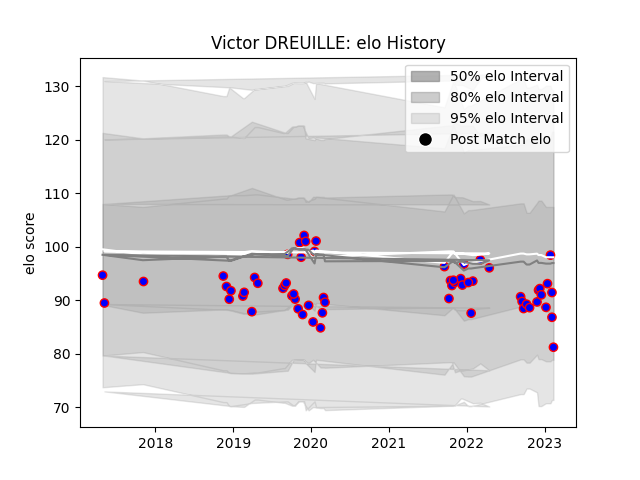 Victor DREUILLE: elo History
50% elo Interval
80% elo Interval
95% elo Interval
Post Match elo
elo score
130
120
110
100
90
80
70
2018
2019
2020
2021
2022
2023